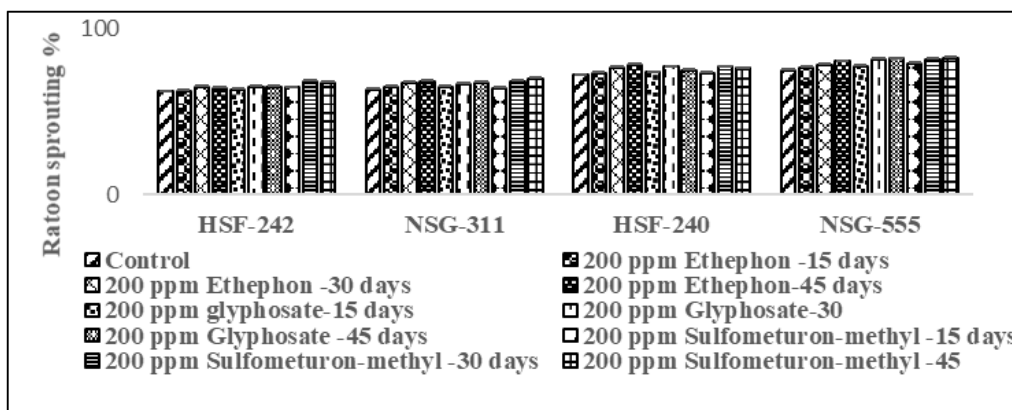 100
Ratoon sprouting %
0
HSF-242 NSG-311 HSF-240 NSG-555
Control 200 ppm Ethephon -15 days
200 ppm Ethephon -30 days 200 ppm Ethephon-45 days
200 ppm glyphosate-15 days 200 ppm Glyphosate-30
200 ppm Glyphosate -45 days 200 ppm Sulfometuron-methyl -15 days
200 ppm Sulfometuron-methyl -30 days 200 ppm Sulfometuron-methyl -45